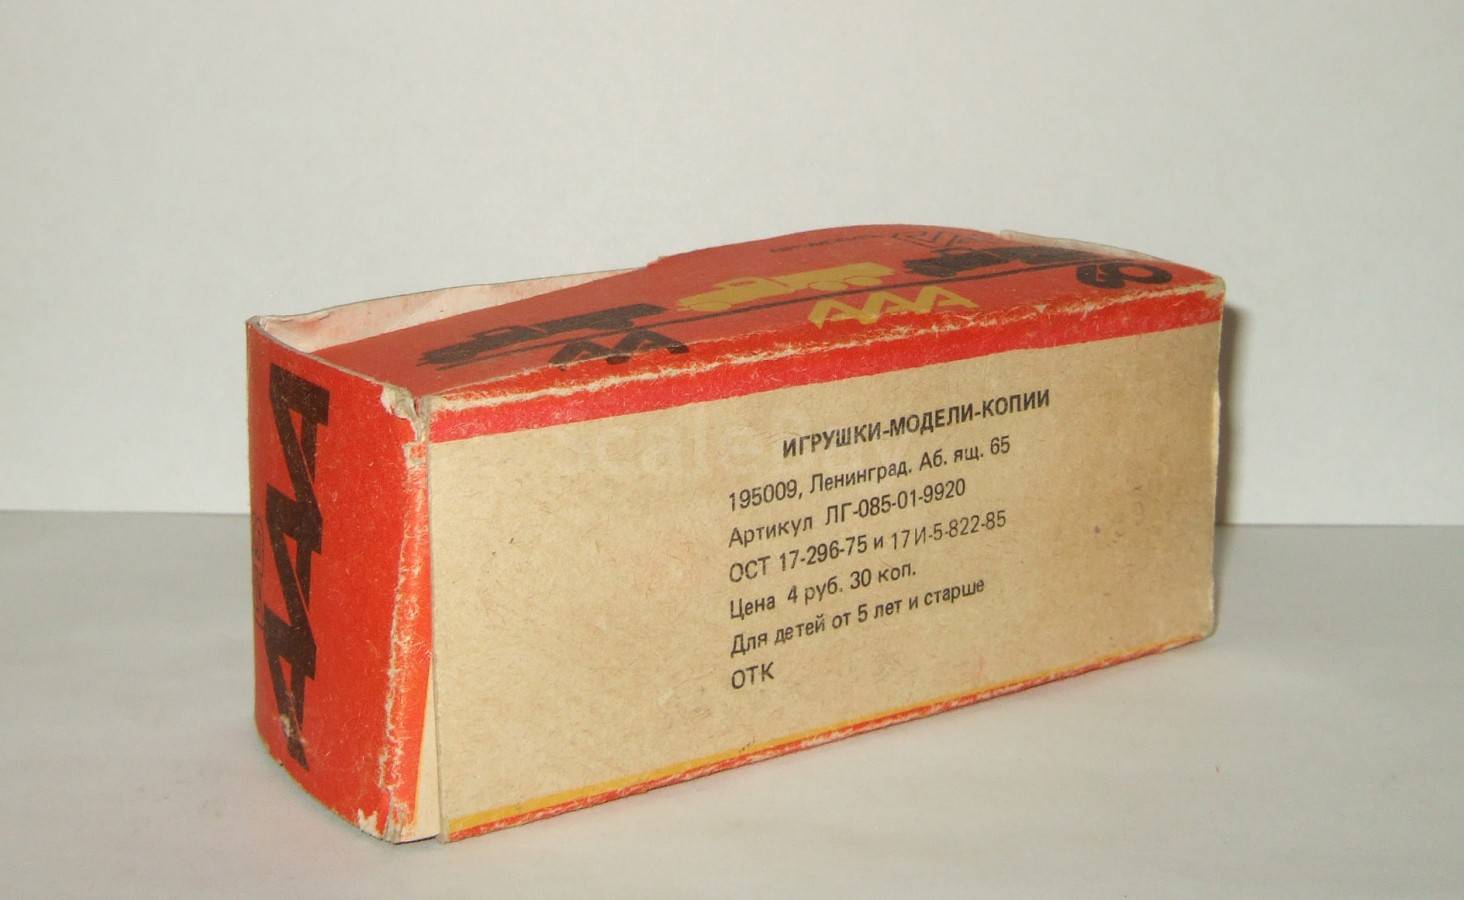 ААА
АА
ААА
ИГРУШКИ-МОДЕЛИ-КОПИИ
195009, Ленинград, Аб. ящ. 65
Артикул ЛГ-085-01-9920
ОСТ 17-296-75 и 17И-5-822-85
Цена 4 руб. 30 коп.
Для детей от 5 лет и старше
ОТК